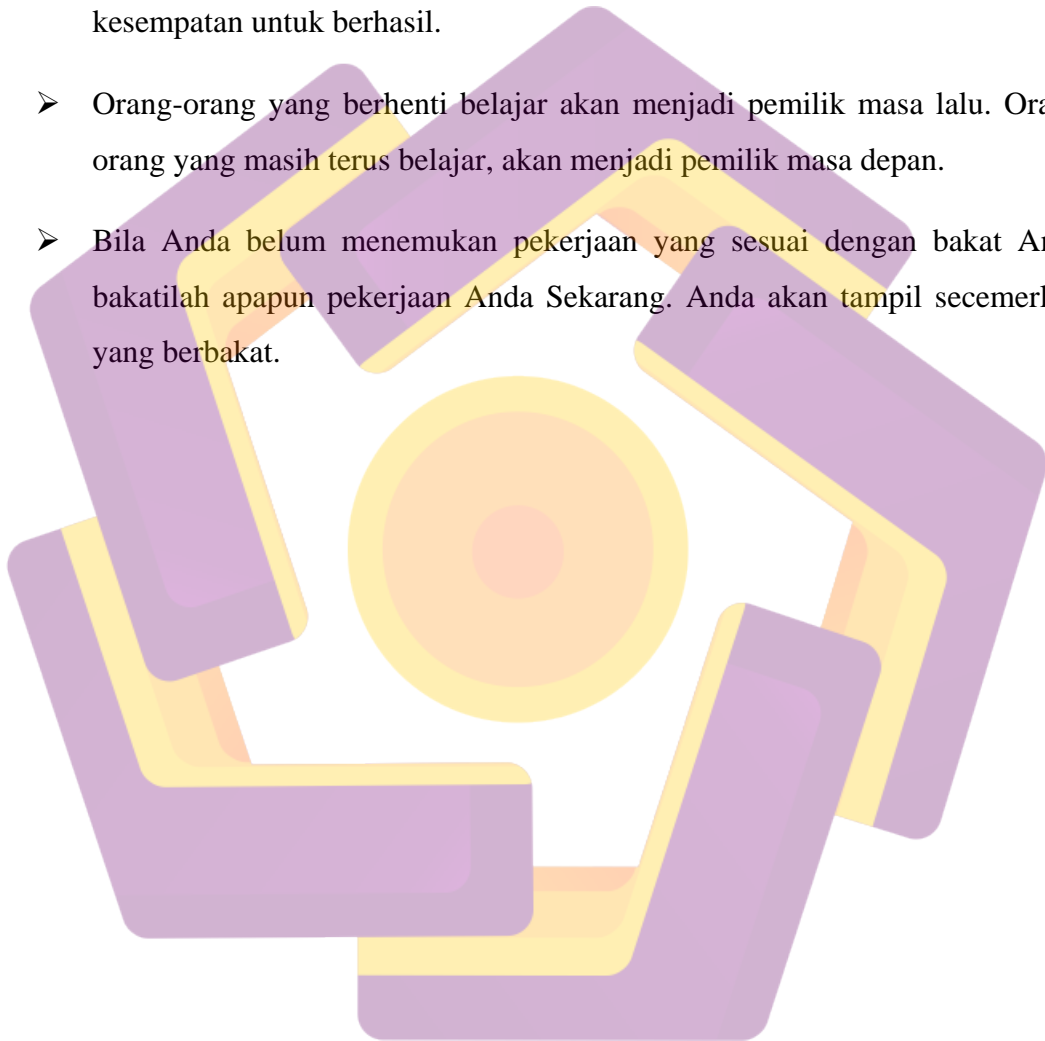 kesempatan untuk berhasil.
➢ Orang-orang yang berhenti belajar akan menjadi pemilik masa lalu. Ora
orang yang masih terus belajar, akan menjadi pemilik masa depan.
➢ Bila Anda belum menemukan pekerjaan yang sesuai dengan bakat An
bakatilah apapun pekerjaan Anda Sekarang. Anda akan tampil secemerl
yang berbakat.